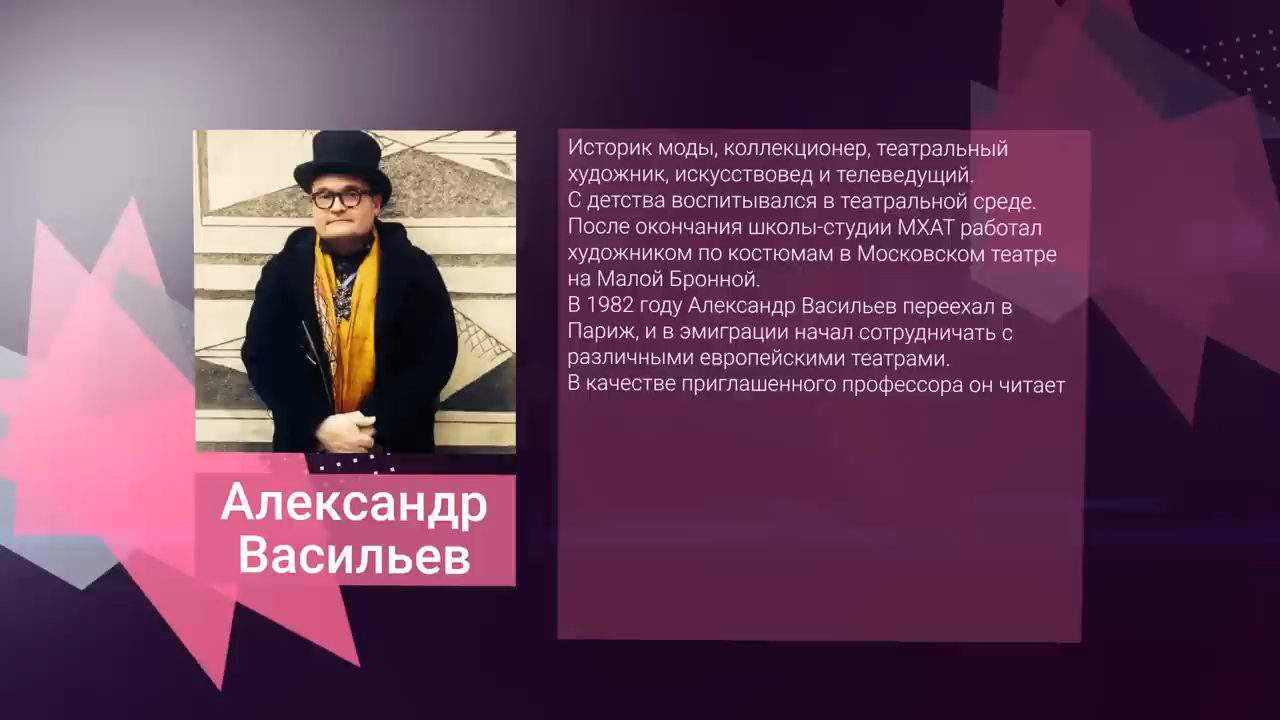 Историк моды, коллекционер, театральный
художник, искусствовед и телеведущий.
С детства воспитывался в театральной среде.
После окончания школы-студии МХАТ работал
художником по костюмам в Московском театре
на Малой Бронной.
В 1982 году Александр Васильев переехал в
Париж, и в эмиграции начал сотрудничать с
различными европейскими театрами.
В качестве приглашенного профессора он читает
Александр
Васильев